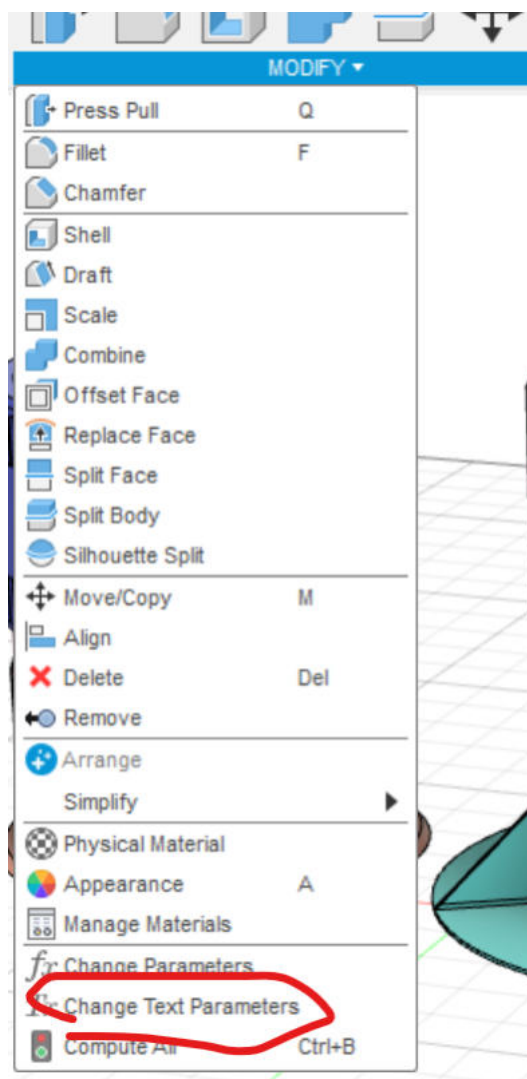 MODIFY
Press Pull Q
Fillet F
Chamfer
Shell
Draft
Scale
Combine
Offset Face
Replace Face
Split Face
Split Body
Silhouette Split
Move/Copy M
Align
Delete Del
Remove
Arrange
Simplify
Physical Material
Appearance A
Manage Materials
fx Change Parameters
Change Text Parameters
Compute All Ctrl+B